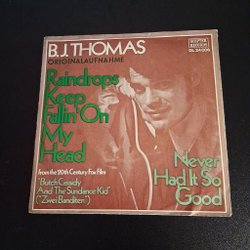 B.J. THOMAS
ORIGINALAUFNAHME
Raindrops
Keep
Fallin' On
My
Head
from the 20th Century Fox Film
"Butch Cassidy
And The Sundance Kid"
("Zwei Banditen")
Never
Had It So
Good